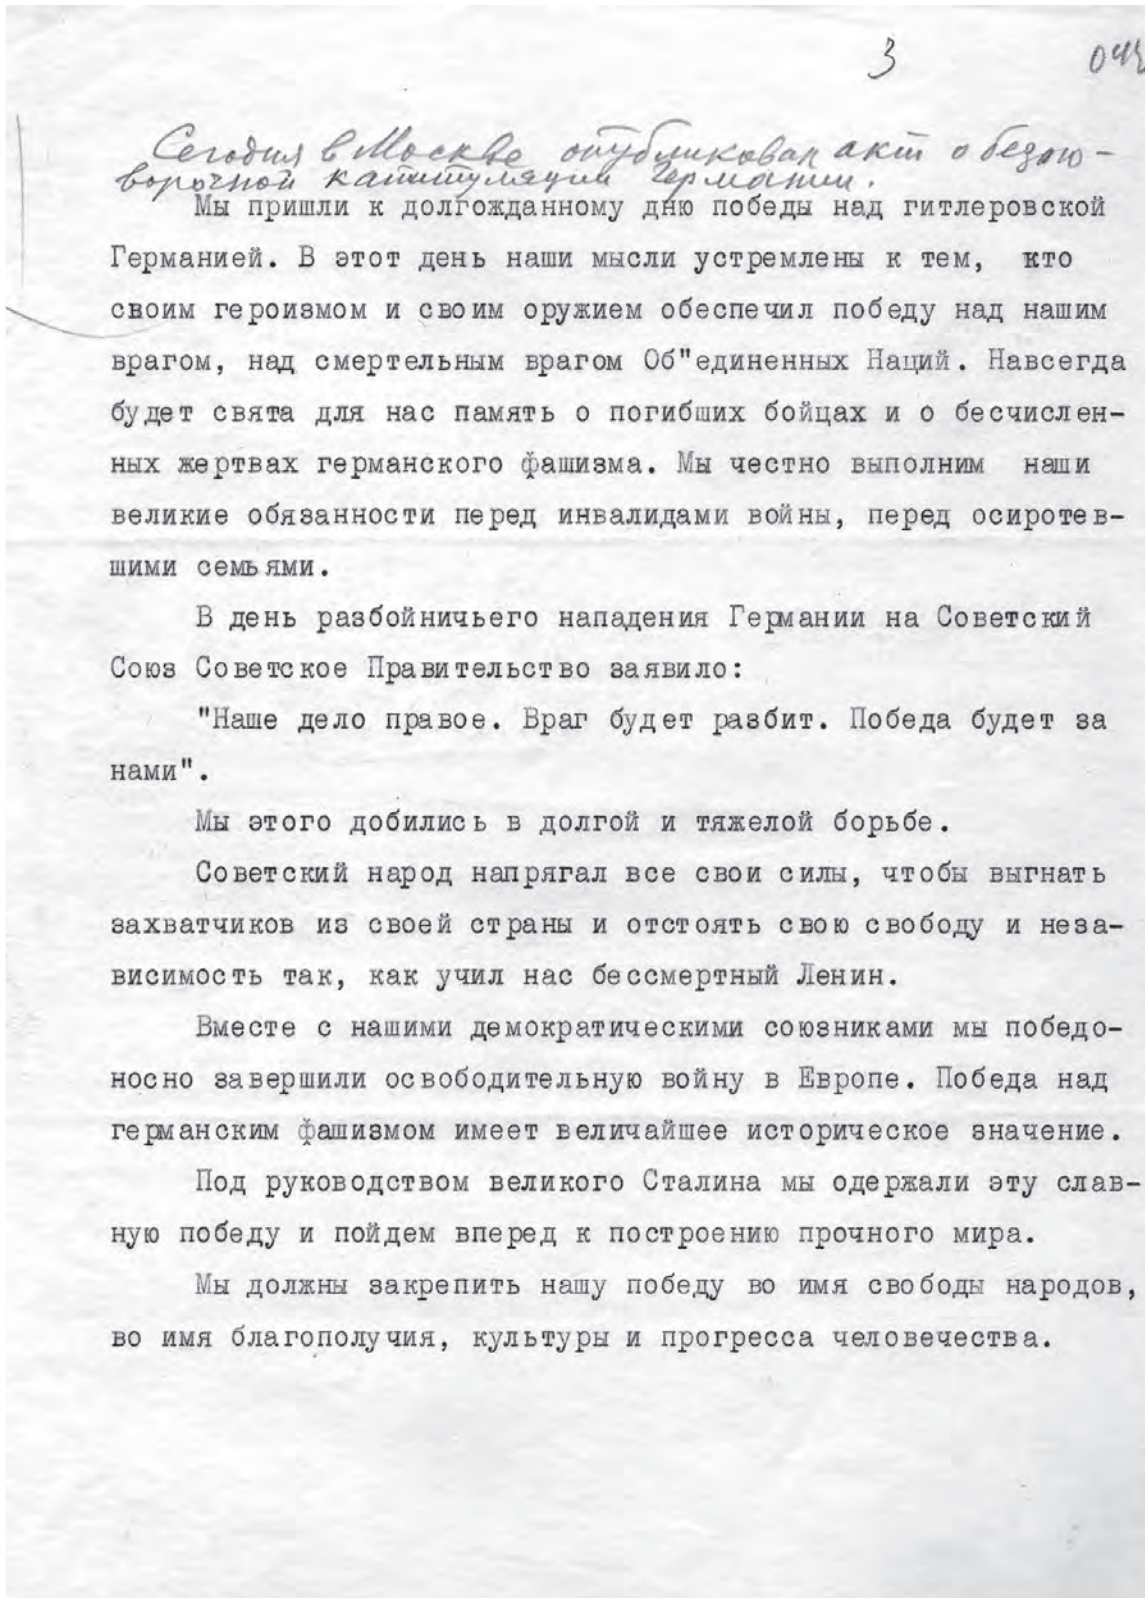 3
Сегодня в Москве опубликован акт о безого-
ворочной капитуляции Германии.
Мы пришли к долгожданному дню победы над гитлеровской
Германией. В этот день наши мысли устремлены к тем, кто
своим героизмом и своим оружием обеспечил победу над нашим
врагом, над смертельным врагом Об"единенных Наций. Навсегда
будет свята для нас память о погибших бойцах и о бесчислен-
ных жертвах германского фашизма. Мы честно выполним наши
великие обязанности перед инвалидами войны, перед осиротев-
шими семьями.
В день разбойничьего нападения Германии на Советский
Союз Советское Правительство заявило:
"Наше дело правое. Враг будет разбит. Победа будет за
нами".
Мы этого добились в долгой и тяжелой борьбе.
Советский народ напрягал все свои силы, чтобы выгнать
захватчиков из своей страны и отстоять свою свободу и неза-
висимость так, как учил нас бессмертный Ленин.
Вместе с нашими демократическими союзниками мы победо-
носно завершили освободительную войну в Европе. Победа над
германским фашизмом имеет величайшее историческое значение.
Под руководством великого Сталина мы одержали эту слав-
ную победу и пойдем вперед к построению прочного мира.
Мы должны закрепить нашу победу во имя свободы народов,
во имя благополучия, культуры и прогресса человечества.